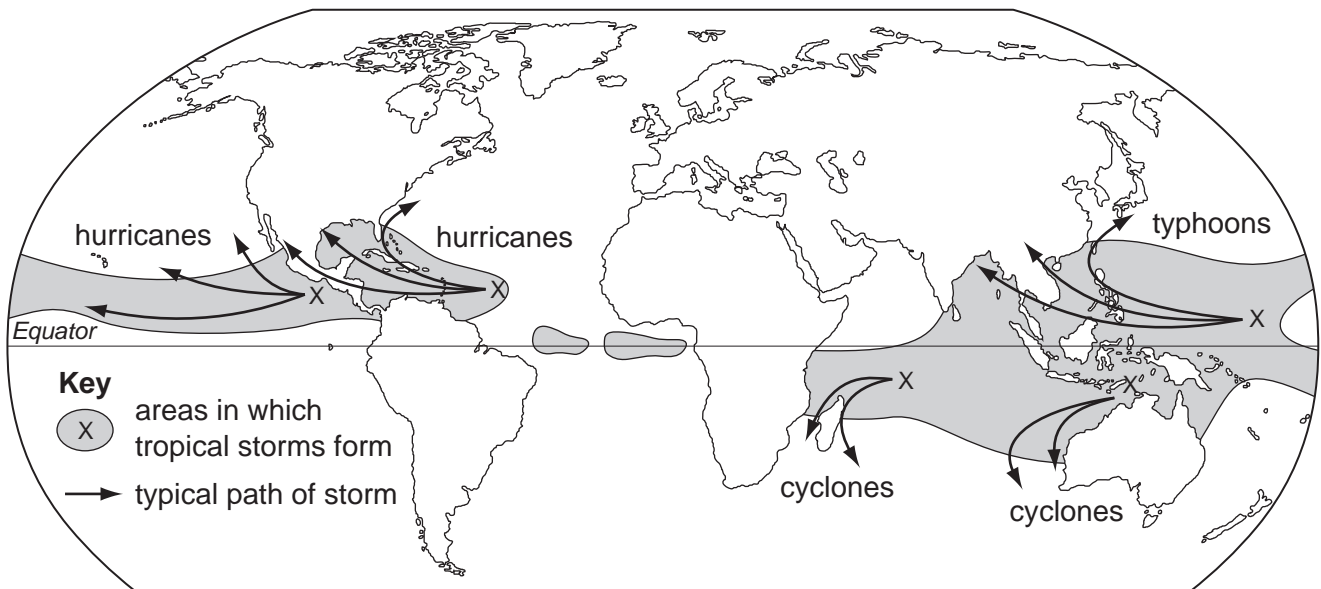 hurricanes
hurricanes
typhoons
X
X
X
Equator
X
X
Key
X
areas in which
tropical storms form
typical path of storm
cyclones
cyclones